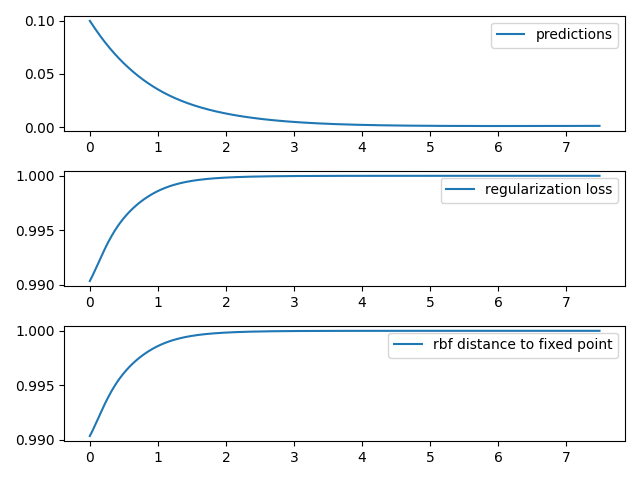 0.10
0.05
0.00
predictions
0 1 2 3 4 5 6 7
1.000
0.995
0.990
regularization loss
0 1 2 3 4 5 6 7
1.000
0.995
0.990
rbf distance to fixed point
0 1 2 3 4 5 6 7